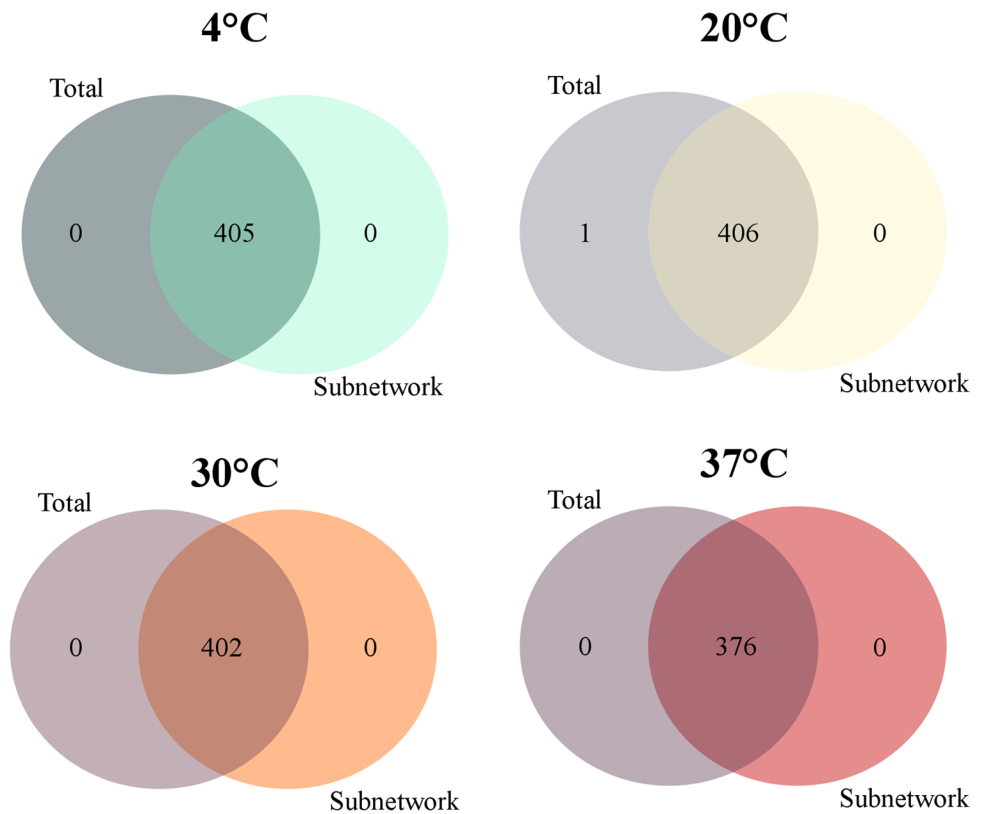 4°C
20°C
Total
Total
0
405
0
1
406
0
Subnetwork
Subnetwork
30°C
37°C
Total
Total
0
402
0
0
376
0
Subnetwork
Subnetwork